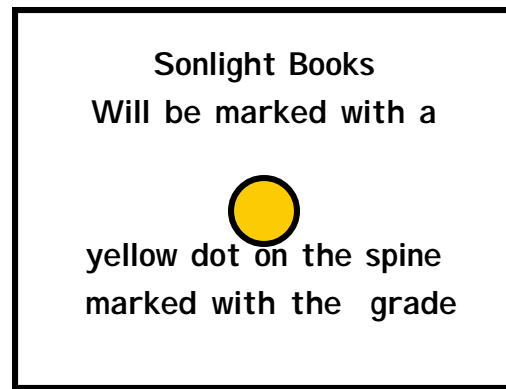 Sonlight Books
Will be marked with a
yellow dot on the spine
marked with the grade